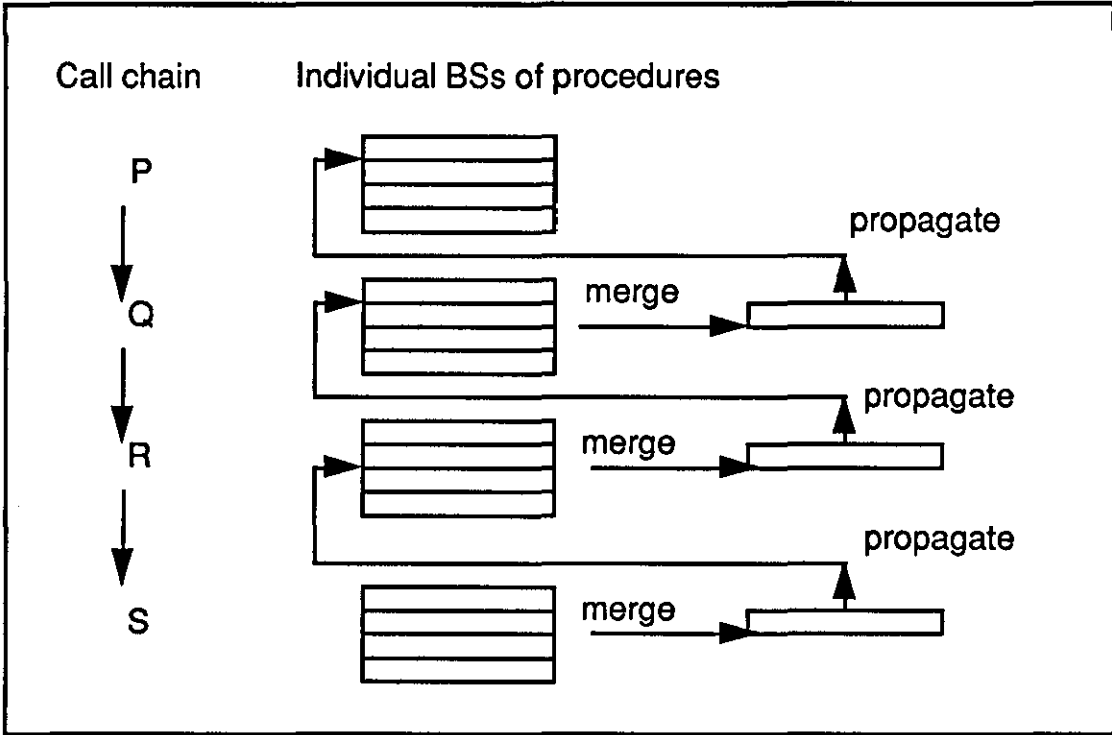 Call chain Individual BSs of procedures
P
propagate
Q merge
propagate
R merge
propagate
S merge